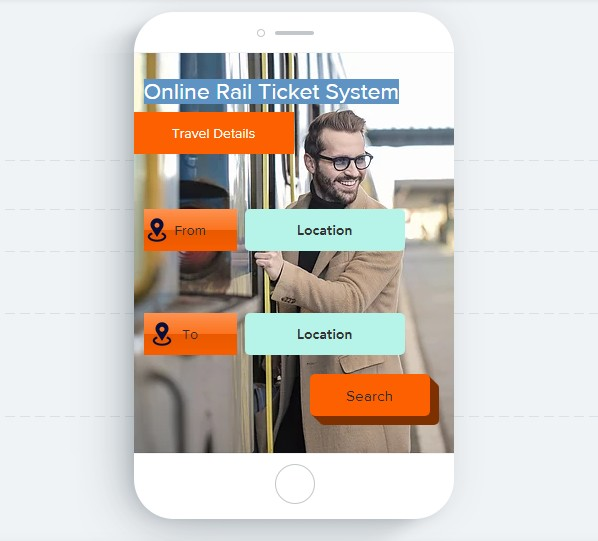 Online Rail Ticket System
Travel Details
From
Location
To
Location
Search